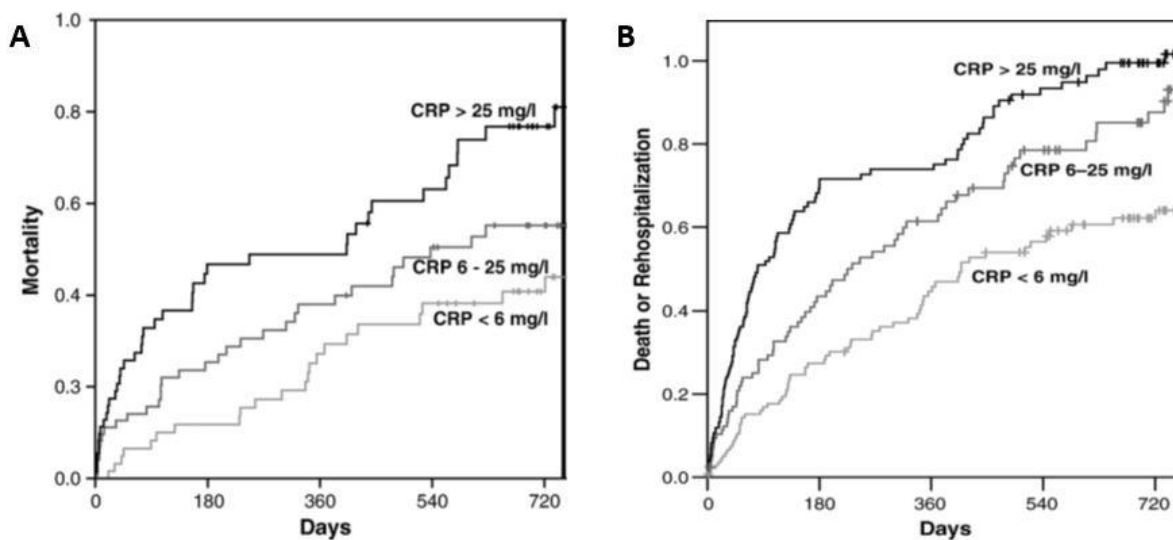 A
Mortality
1.0
0.8
0.6
0.4
0.3
0.0
CRP > 25 mg/l
CRP 6 - 25 mg/l
CRP < 6 mg/l
0 180 360 540 720
Days
B
Death or Rehospitalization
1.0
0.8
0.6
0.4
0.2
0.0
CRP > 25 mg/l
CRP 6–25 mg/l
CRP < 6 mg/l
0 180 360 540 720
Days